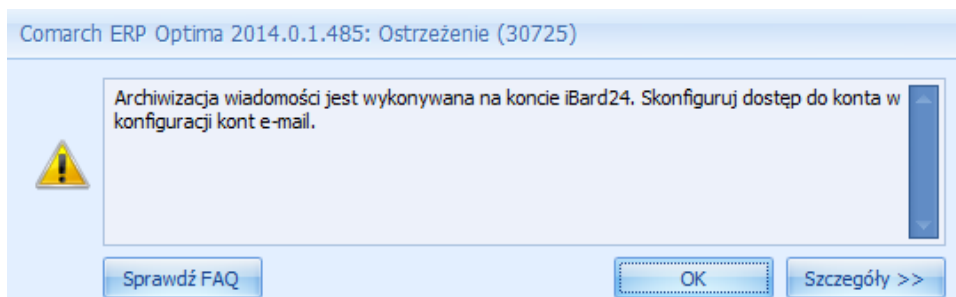 Comarch ERP Optima 2014.0.1.485: Ostrzeżenie (30725)
Archiwizacja wiadomości jest wykonywana na koncie iBard24. Skonfiguruj dostęp do konta w
konfiguracji kont e-mail.
Sprawdź FAQ OK Szczegóły >>